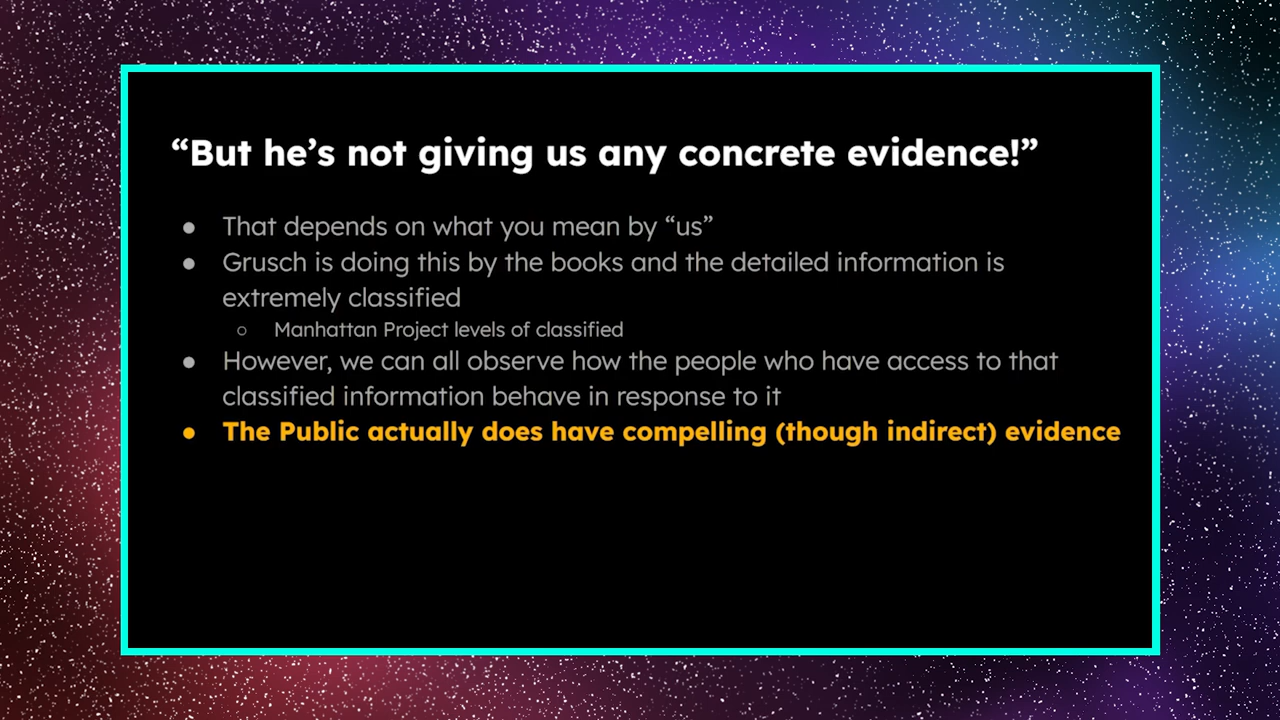 “But he’s not giving us any concrete evidence!”
● That depends on what you mean by “us”
● Grusch is doing this by the books and the detailed information is
extremely classified
○ Manhattan Project levels of classified
● However, we can all observe how the people who have access to that
classified information behave in response to it
● The Public actually does have compelling (though indirect) evidence